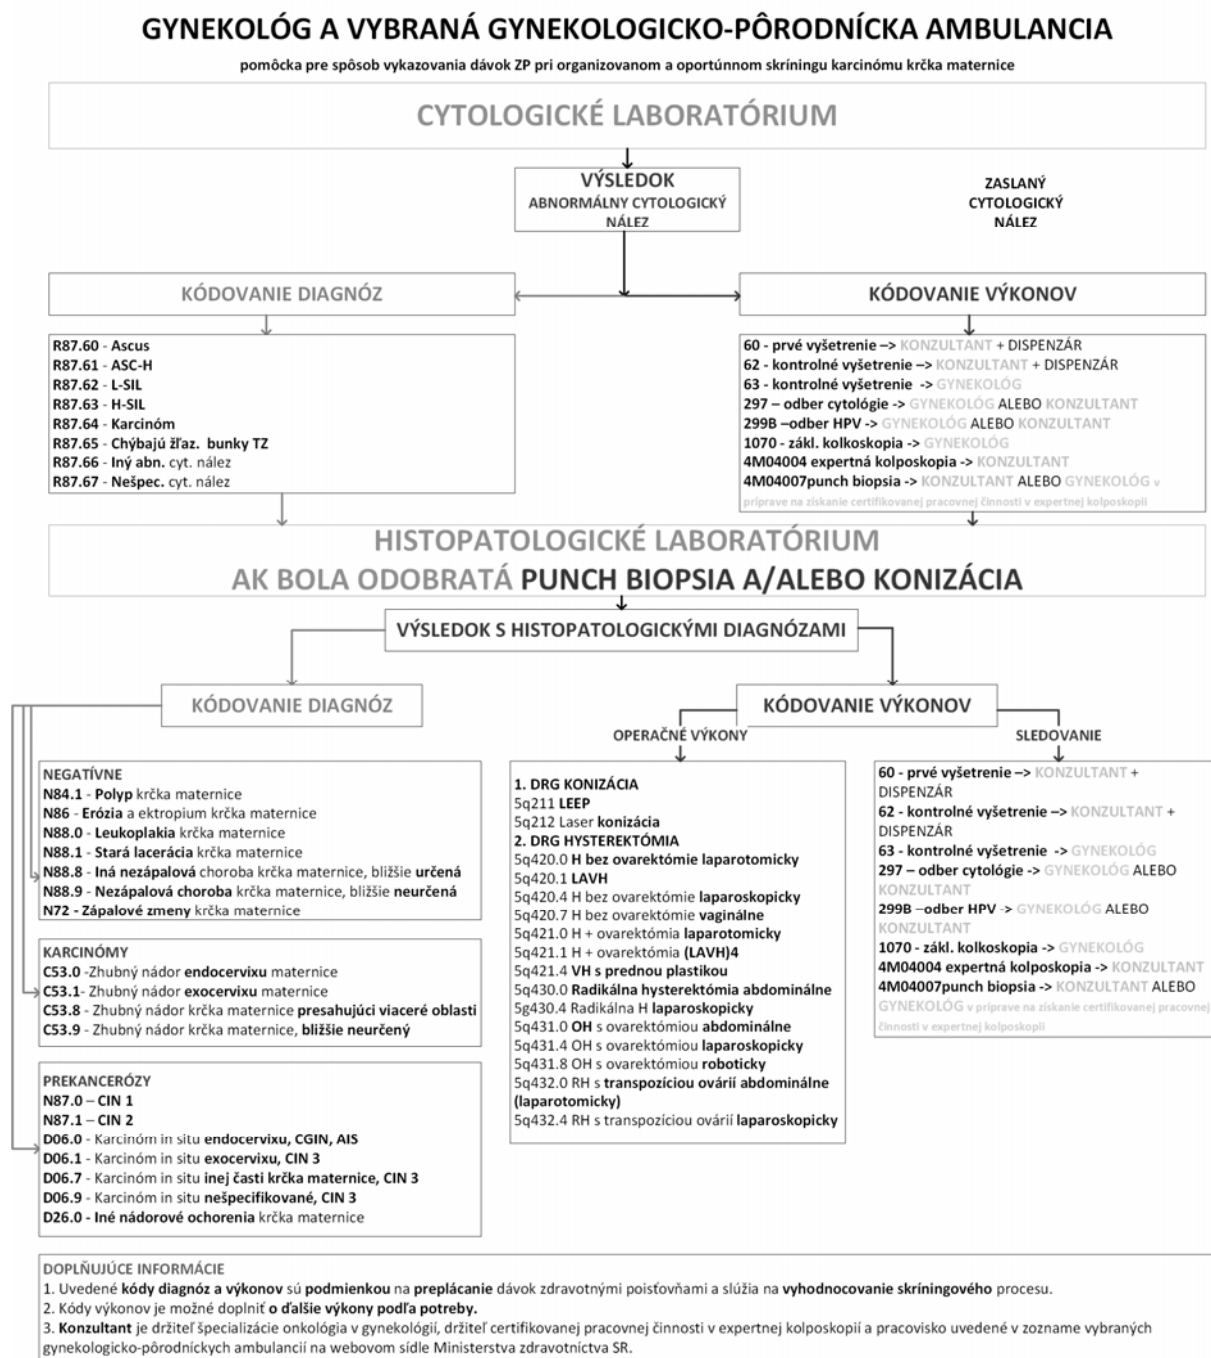 GYNEKOLÓG A VYBRANÁ GYNEKOLOGICKO-PÔRODNÍCKA AMBULANCIA
pomôcka pre spôsob vykazovania dávok ZP pri organizovanom a oportúnnom skríningu karcinómu krčka maternice
CYTOLOGICKÉ LABORATÓRIUM
VÝSLEDOK
ABNORMÁLNY CYTOLOGICKÝ
NÁLEZ
ZASLANÝ
CYTOLOGICKÝ
NÁLEZ
KÓDOVANIE DIAGNÓZ
R87.60 - Ascus
R87.61 - ASC-H
R87.62 - L-SIL
R87.63 - H-SIL
R87.64 - Karcinóm
R87.65 - Chýbajú žľaz. bunky TZ
R87.66 - Iný abn. cyt. nález
R87.67 - Nešpec. cyt. nález
KÓDOVANIE VÝKONOV
60 - prvé vyšetrenie –> KONZULTANT + DISPENZÁR
62 - kontrolné vyšetrenie –> KONZULTANT + DISPENZÁR
63 - kontrolné vyšetrenie -> GYNEKOLÓG
297 – odber cytológie -> GYNEKOLÓG ALEBO KONZULTANT
299B –odber HPV -> GYNEKOLÓG ALEBO KONZULTANT
1070 - zákl. kolkoskopia -> GYNEKOLÓG
4M04004 expertná kolposkopia -> KONZULTANT
4M04007punch biopsia -> KONZULTANT ALEBO GYNEKOLÓG v
príprave na získanie certifikovanej pracovnej činnosti v expertnej kolposkopii
HISTOPATOLOGICKÉ LABORATÓRIUM
AK BOLA ODOBRATÁ PUNCH BIOPSIA A/ALEBO KONIZÁCIA
VÝSLEDOK S HISTOPATOLOGICKÝMI DIAGNÓZAMI
KÓDOVANIE DIAGNÓZ
NEGATÍVNE
N84.1 - Polyp krčka maternice
N86 - Erózia a ektropium krčka maternice
N88.0 - Leukoplakia krčka maternice
N88.1 - Stará lacerácia krčka maternice
N88.8 - Iná nezápalová choroba krčka maternice, bližšie určená
N88.9 - Nezápalová choroba krčka maternice, bližšie neurčená
N72 - Zápalové zmeny krčka maternice
KARCINÓMY
C53.0 -Zhubný nádor endocervixu maternice
C53.1- Zhubný nádor exocervixu maternice
C53.8 - Zhubný nádor krčka maternice presahujúci viaceré oblasti
C53.9 – Zhubný nádor krčka maternice, bližšie neurčený
PREKANCERÓZY
N87.0 – CIN 1
N87.1 – CIN 2
D06.0 - Karcinóm in situ endocervixu, CGIN, AIS
D06.1 - Karcinóm in situ exocervixu, CIN 3
D06.7 - Karcinóm in situ inej časti krčka maternice, CIN 3
D06.9 - Karcinóm in situ nešpecifikované, CIN 3
D26.0 - Iné nádorové ochorenia krčka maternice
KÓDOVANIE VÝKONOV
OPERAČNÉ VÝKONY
1. DRG KONIZÁCIA
5q211 LEEP
5q212 Laser konizácia
2. DRG HYSTEREKTÓMIA
5q420.0 H bez ovarektómie laparotomicky
5q420.1 LAVH
5q420.4 H bez ovarektómie laparoskopicky
5q420.7 H bez ovarektómie vaginálne
5q421.0 H + ovarektómia laparotomicky
5q421.1 H + ovarektómia (LAVH)4
5q421.4 VH s prednou plastikou
5q430.0 Radikálna hysterektómia abdominálne
5g430.4 Radikálna H laparoskopicky
5q431.0 OH s ovarektómiou abdominálne
5q431.4 OH s ovarektómiou laparoskopicky
5q431.8 OH s ovarektómiou roboticky
5q432.0 RH s transpozíciou ovárií abdominálne
(laparotomicky)
5q432.4 RH s transpozíciou ovárií laparoskopicky
SLEDOVANIE
60 - prvé vyšetrenie –> KONZULTANT +
DISPENZÁR
62 - kontrolné vyšetrenie –> KONZULTANT +
DISPENZÁR
63 - kontrolné vyšetrenie -> GYNEKOLÓG
297 – odber cytológie -> GYNEKOLÓG ALEBO
KONZULTANT
299B –odber HPV -> GYNEKOLÓG ALEBO
KONZULTANT
1070 - zákl. kolkoskopia -> GYNEKOLÓG
4M04004 expertná kolposkopia -> KONZULTANT
4M04007punch biopsia -> KONZULTANT ALEBO
GYNEKOLÓG v príprave na získanie certifikovanej pracovnej
činnosti v expertnej kolposkopii
DOPLŇUJÚCE INFORMÁCIE
1. Uvedené kódy diagnóz a výkonov sú podmienkou na preplácanie dávok zdravotnými poisťovňami a slúžia na vyhodnocovanie skríningového procesu.
2. Kódy výkonov je možné doplniť o ďalšie výkony podľa potreby.
3. Konzultant je držiteľ špecializácie onkológia v gynekológií, držiteľ certifikovanej pracovnej činnosti v expertnej kolposkopií a pracovisko uvedené v zozname vybraných
gynekologicko-pôrodníckych ambulancií na webovom sídle Ministerstva zdravotníctva SR.